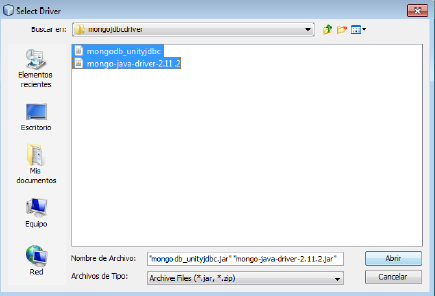 Select Driver
Buscar en:
mongojdbcdriver
mongodb_unityjdbc
mongo-java-driver-2.11.2
Elementos
recientes
Escritorio
Mis
documentos
Equipo
Red
Nombre de Archivo:
"mongodb_unityjdbc.jar" "mongo-java-driver-2.11.2.jar"
Abrir
Archivos de Tipo:
Archive Files (*.jar, *.zip)
Cancelar